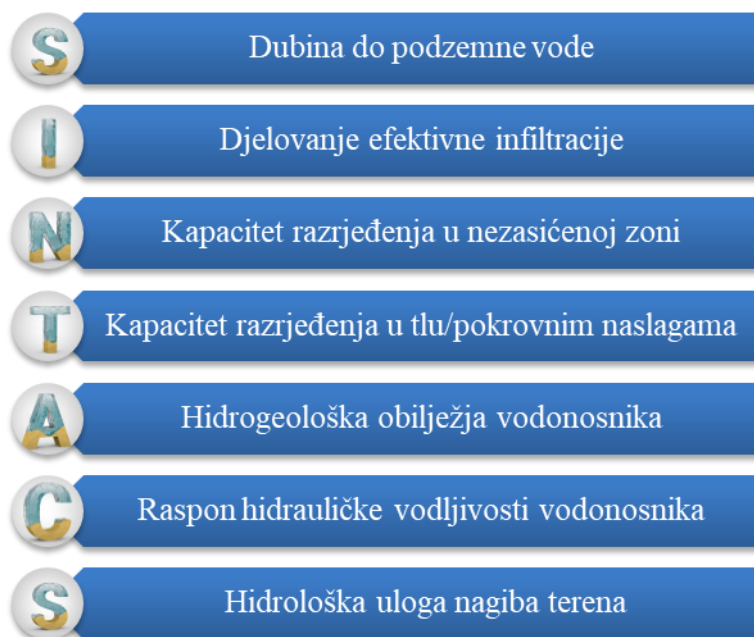 S Dubina do podzemne vode
I Djelovanje efektivne infiltracije
N Kapacitet razrjeđenja u nezasićenoj zoni
T Kapacitet razrjeđenja u tlu/pokrovnim naslagama
A Hidrogeološka obilježja vodonosnika
C Raspon hidrauličke vodljivosti vodonosnika
S Hidrološka uloga nagiba terena